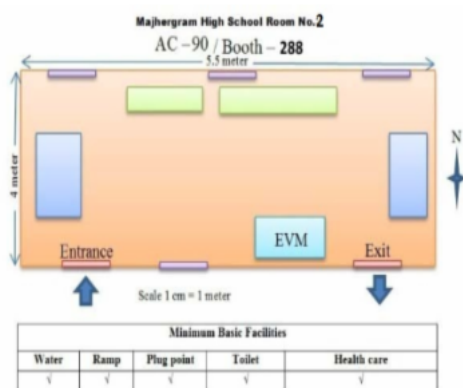 Majhergram High School Room No.2
AC -90 / Booth - 288
5.5 meter
4 meter
N
EVM
Entrance
Exit
Scale 1 cm = 1 meter
Minimum Basic Facilities
Water Ramp Plug point Toilet Health care
√ √ √ √ √